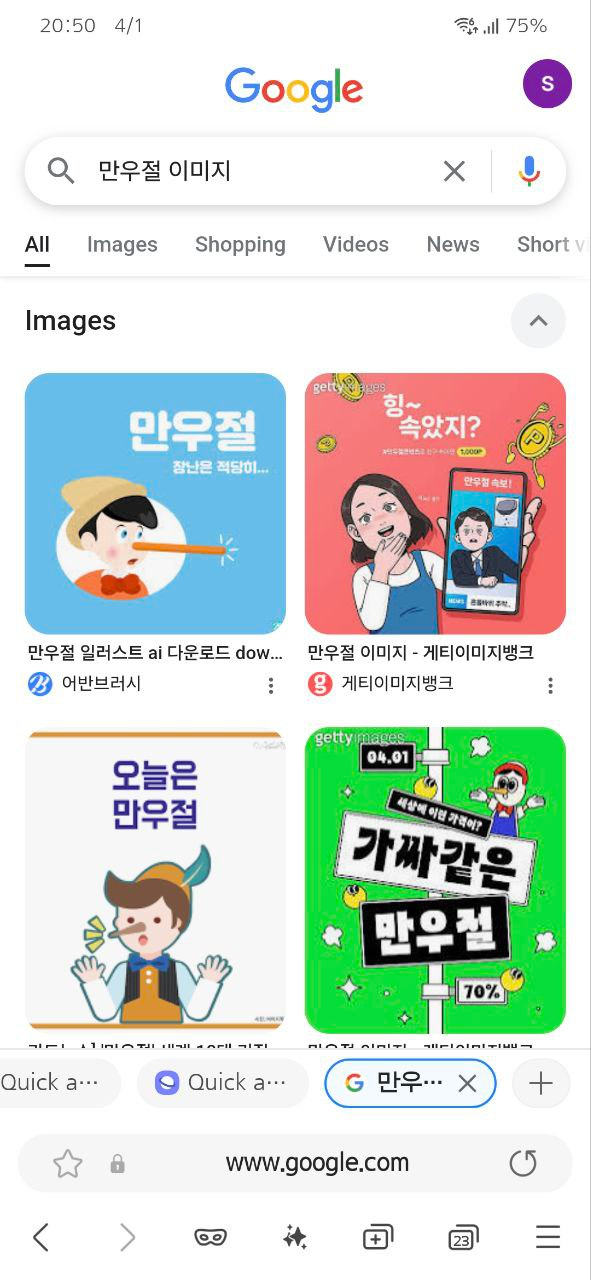 20:50 4/1
75%
Google
S
만우절 이미지
All Images Shopping Videos News Short v
Images
만우절
장난은 적당히...
gettyimages
힝~
속았지?
1,000P
만우절 속보!
NEWS
만우절 일러스트 ai 다운로드 dow...
어반브러시
만우절 이미지 - 게티이미지뱅크
게티이미지뱅크
오늘은
만우절
gettyimages
04.01
세상에 이런 가격이?
가짜같은
만우절
70%
Quick a...
Quick a...
만우...
www.google.com
23